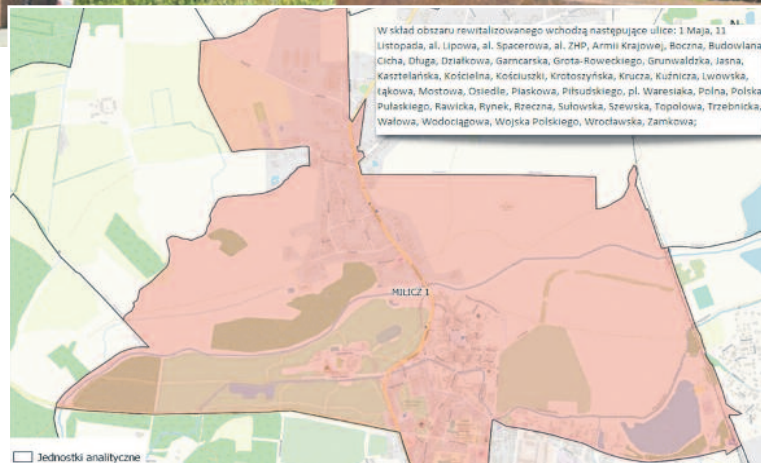 W skład obszaru rewitalizowanego wchodzą następujące ulice: 1 Maja, 11
Listopada, al. Lipowa, al. Spacerowa, al. ZHP, Armii Krajowej, Boczna, Budowlana,
Cicha, Długa, Działkowa, Garncarska, Grota-Roweckiego, Grunwaldzka, Jasna,
Kasztelańska, Kościelna, Kościuszki, Krotoszyńska, Krucza, Kuźnicza, Lwowska,
Łąkowa, Mostowa, Osiedle, Piaskowa, Piłsudskiego, pl. Waresiaka, Polna, Polska,
Pułaskiego, Rawicka, Rynek, Rzeczna, Sułowska, Szewska, Topolowa, Trzebnicka,
Wałowa, Wodociągowa, Wojska Polskiego, Wrocławska, Zamkowa;
MILICZ 1
Jednostki analityczne